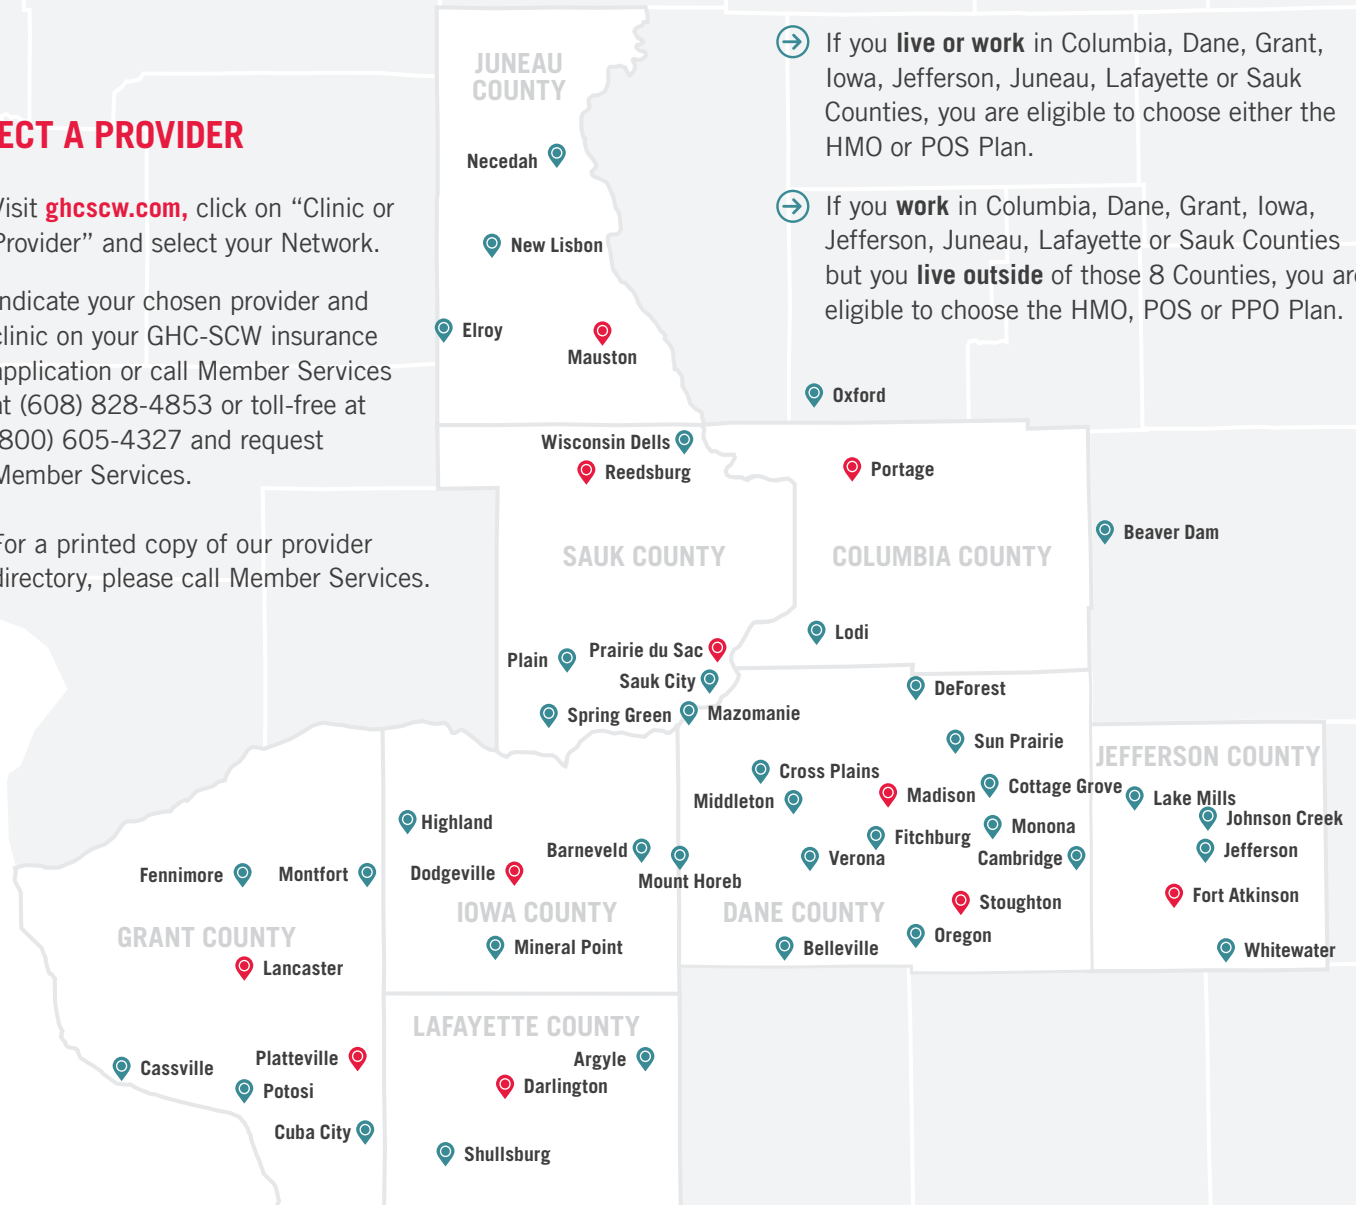 ECT A PROVIDER
Visit ghcscw.com, click on “Clinic or
Provider” and select your Network.
ndicate your chosen provider and
clinic on your GHC-SCW insurance
application or call Member Services
at (608) 828-4853 or toll-free at
800) 605-4327 and request
Member Services.
For a printed copy of our provider
directory, please call Member Services.
If you live or work in Columbia, Dane, Grant,
Iowa, Jefferson, Juneau, Lafayette or Sauk
Counties, you are eligible to choose either the
HMO or POS Plan.
If you work in Columbia, Dane, Grant, Iowa,
Jefferson, Juneau, Lafayette or Sauk Counties
but you live outside of those 8 Counties, you are
eligible to choose the HMO, POS or PPO Plan.
JUNEAU
COUNTY
Necedah
New Lisbon
Elroy
Mauston
Oxford
Wisconsin Dells
Reedsburg
Portage
Beaver Dam
SAUK COUNTY
COLUMBIA COUNTY
Lodi
Prairie du Sac
Plain
Sauk City
Spring Green
Mazomanie
DeForest
Sun Prairie
JEFFERSON COUNTY
Cross Plains
Middleton
Madison
Cottage Grove
Lake Mills
Johnson Creek
Highland
Monona
Fitchburg
Barneveld
Verona
Cambridge
Jefferson
Fennimore
Montfort
Dodgeville
Mount Horeb
Fort Atkinson
Stoughton
IOWA COUNTY
DANE COUNTY
GRANT COUNTY
Oregon
Mineral Point
Belleville
Whitewater
Lancaster
LAFAYETTE COUNTY
Platteville
Argyle
Cassville
Darlington
Potosi
Cuba City
Shullsburg